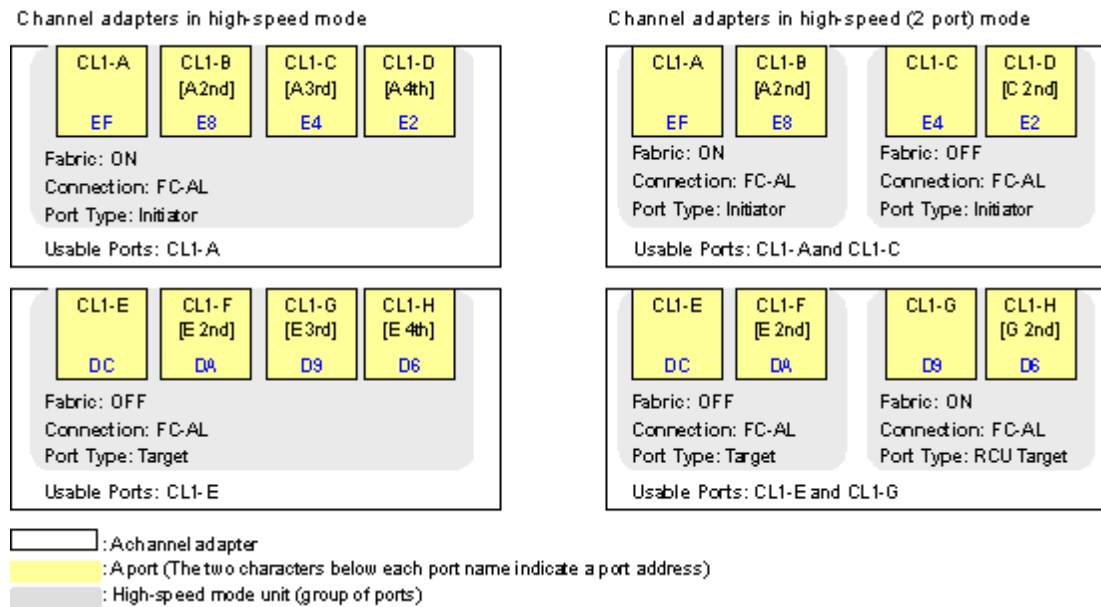 Channel adapters in high-speed mode
CL1-A CL1-B CL1-C CL1-D
[A2nd] [A3rd] [A4th]
EF E8 E4 E2
Fabric: ON
Connection: FC-AL
Port Type: Initiator
Usable Ports: CL1-A
CL1-E CL1-F CL1-G CL1-H
[E 2nd] [E3rd] [E 4th]
DC DA D9 D6
Fabric: OFF
Connection: FC-AL
Port Type: Target
Usable Ports: CL1-E
Channel adapters in high-speed (2 port) mode
CL1-A CL1-B CL1-C CL1-D
[A2nd] [C 2nd]
EF E8 E4 E2
Fabric: ON Fabric: OFF
Connection: FC-AL Connection: FC-AL
Port Type: Initiator Port Type: Initiator
Usable Ports: CL1-Aand CL1-C
CL1-E CL1-F CL1-G CL1-H
[E 2nd] [G 2nd]
DC DA D9 D6
Fabric: OFF Fabric: ON
Connection: FC-AL Connection: FC-AL
Port Type: Target Port Type: RCU Target
Usable Ports: CL1-E and CL1-G
: Achannel adapter
: Aport (The two characters below each port name indicate a port address)
: High-speed mode unit (group of ports)